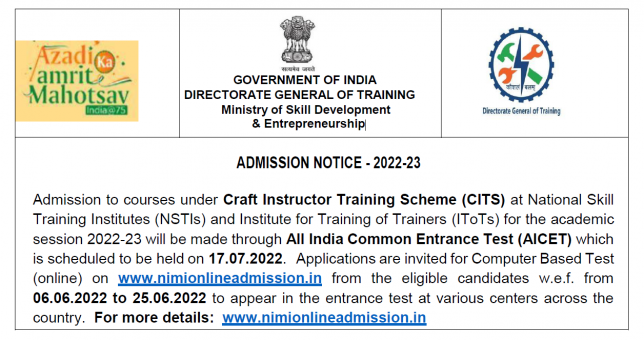 Azadi
Ka
amrit
Mahotsav
India@75
सत्यमेव जयते
GOVERNMENT OF INDIA
DIRECTORATE GENERAL OF TRAINING
Ministry of Skill Development
& Entrepreneurship
कौशलं बलम्
Directorate General of Training
ADMISSION NOTICE - 2022-23
Admission to courses under Craft Instructor Training Scheme (CITS) at National Skill
Training Institutes (NSTIs) and Institute for Training of Trainers (IToTs) for the academic
session 2022-23 will be made through All India Common Entrance Test (AICET) which
is scheduled to be held on 17.07.2022. Applications are invited for Computer Based Test
(online) on www.nimionlineadmission.in from the eligible candidates w.e.f. from
06.06.2022 to 25.06.2022 to appear in the entrance test at various centers across the
country. For more details: www.nimionlineadmission.in